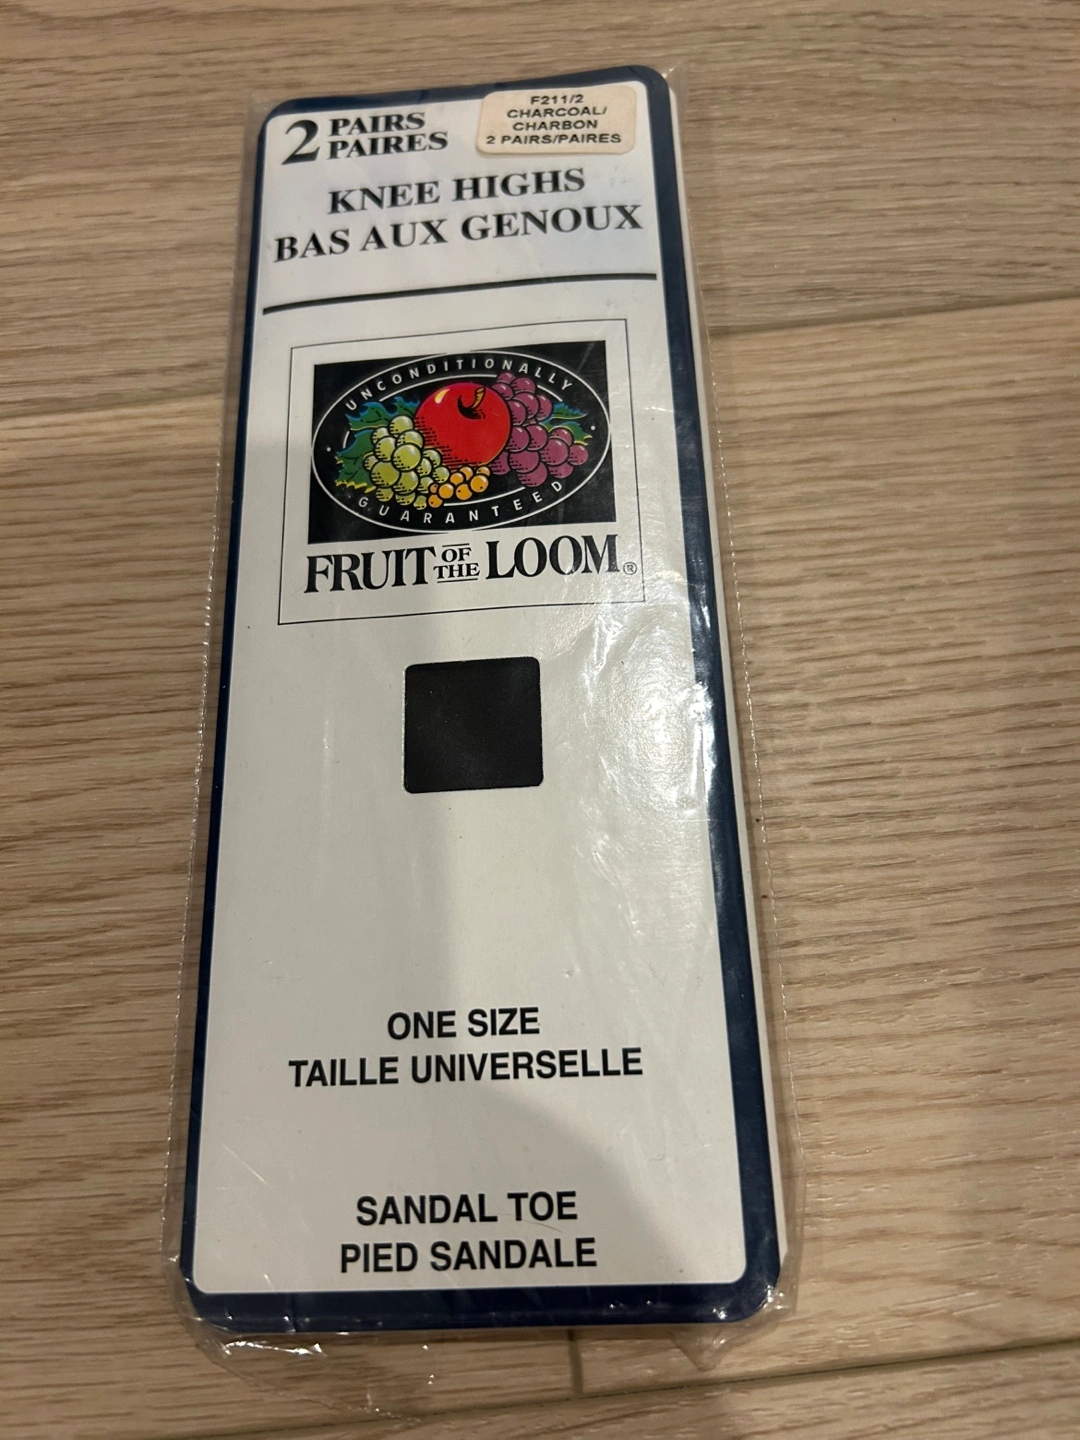 2 PAIRS
PAIRES
F211/2
CHARCOAL/
CHARBON
2 PAIRS/PAIRES
KNEE HIGHS
BAS AUX GENOUX
UNCONDITIONALLY
GUARANTEED
FRUIT OF THE LOOM®
ONE SIZE
TAILLE UNIVERSELLE
SANDAL TOE
PIED SANDALE